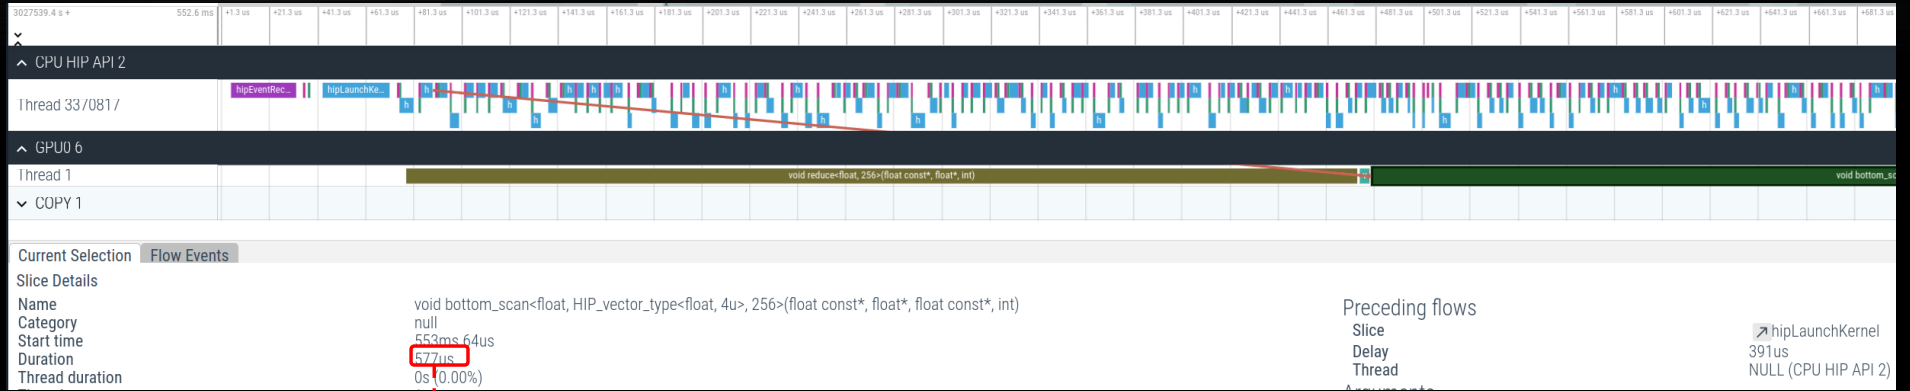 3027539.4 s + 552.6 ms +1.3 us +21.3 us +41.3 us +61.3 us +81.3 us +101.3 us +121.3 us +141.3 us +161.3 us +181.3 us +201.3 us +221.3 us +241.3 us +261.3 us +281.3 us +301.3 us +321.3 us +341.3 us +361.3 us +381.3 us +401.3 us +421.3 us +441.3 us +461.3 us +481.3 us +501.3 us +521.3 us +541.3 us +561.3 us +581.3 us +601.3 us +621.3 us +641.3 us +661.3 us +681.3 us
CPU HIP API 2
hipEventRec... hipLaunchKe... h h h h h h h h h h
Thread 3370817 h h h
h h h h h
GPU0 6
Thread 1 void reduce<float, 256>(float const*, float*, int) void bottom_sc
COPY 1
Current Selection Flow Events
Slice Details
Name void bottom_scan<float, HIP_vector_type<float, 4u>, 256>(float const*, float*, float const*, int)
Category null
Start time 553ms 64us
Duration 577us
Thread duration 0s (0.00%)
Preceding flows
Slice hipLaunchKernel
Delay 391us
Thread NULL (CPU HIP API 2)